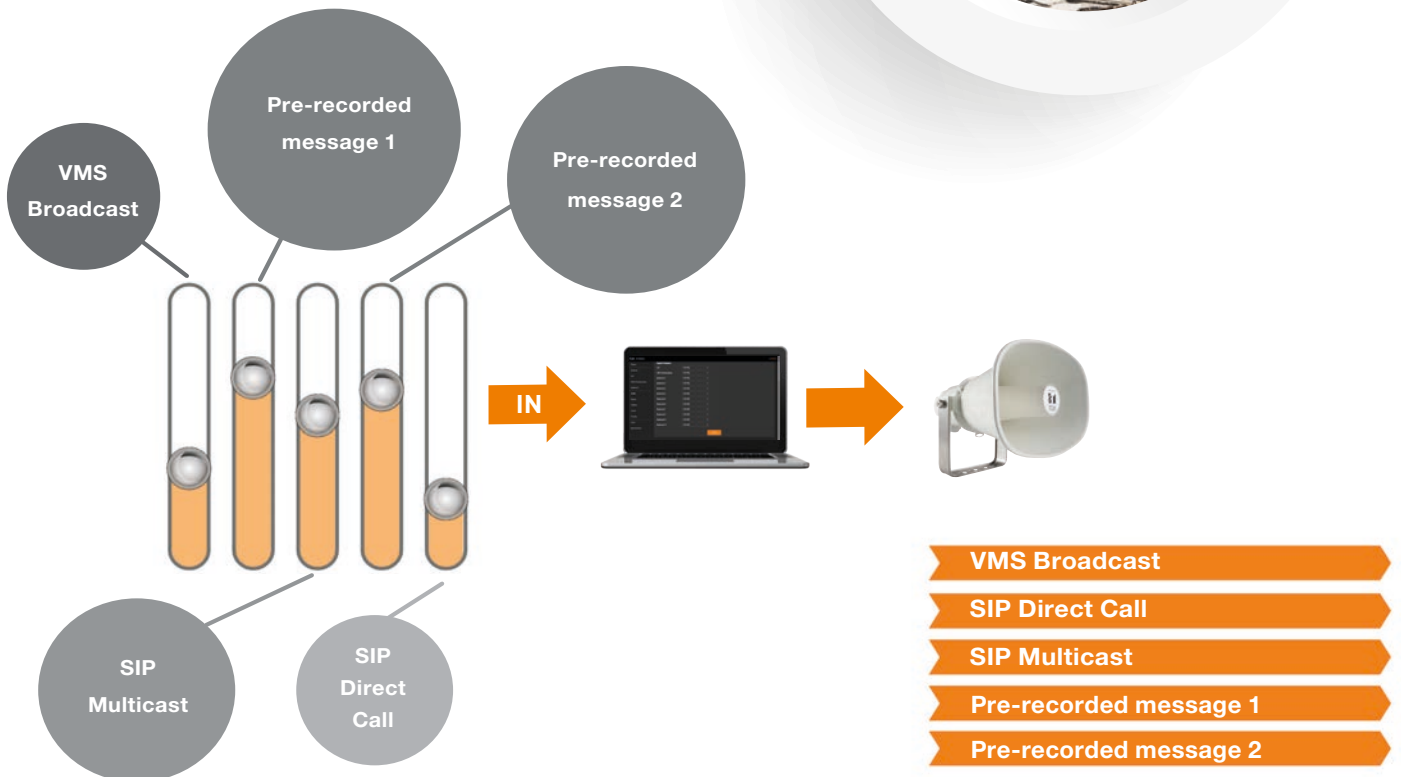 Pre-recorded
message 1
Pre-recorded
message 2
VMS
Broadcast
IN
SIP
Multicast
SIP
Direct
Call
VMS Broadcast
SIP Direct Call
SIP Multicast
Pre-recorded message 1
Pre-recorded message 2